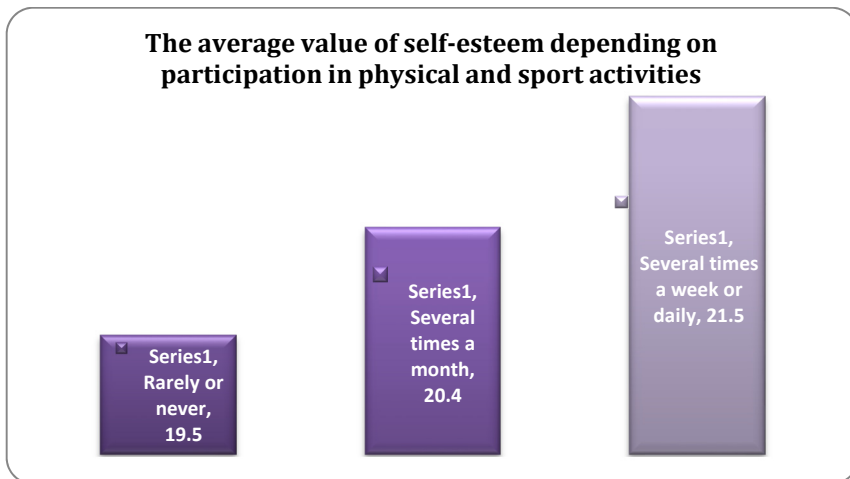 The average value of self-esteem depending on
participation in physical and sport activities
Series1,
Rarely or
never,
19.5
Series1,
Several
times a
month,
20.4
Series1,
Several times
a week or
daily, 21.5